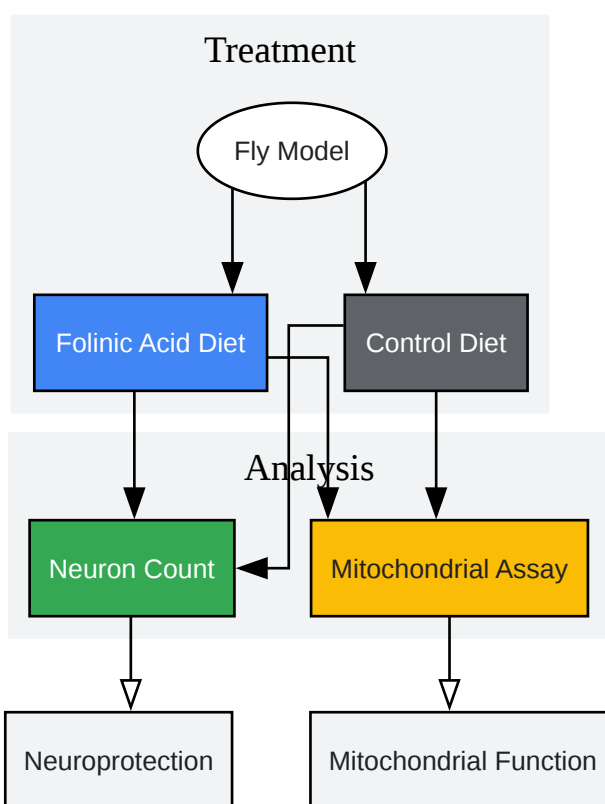 Treatment
Fly Model
Folinic Acid Diet
Control Diet
Analysis
Neuron Count
Mitochondrial Assay
Neuroprotection
Mitochondrial Function